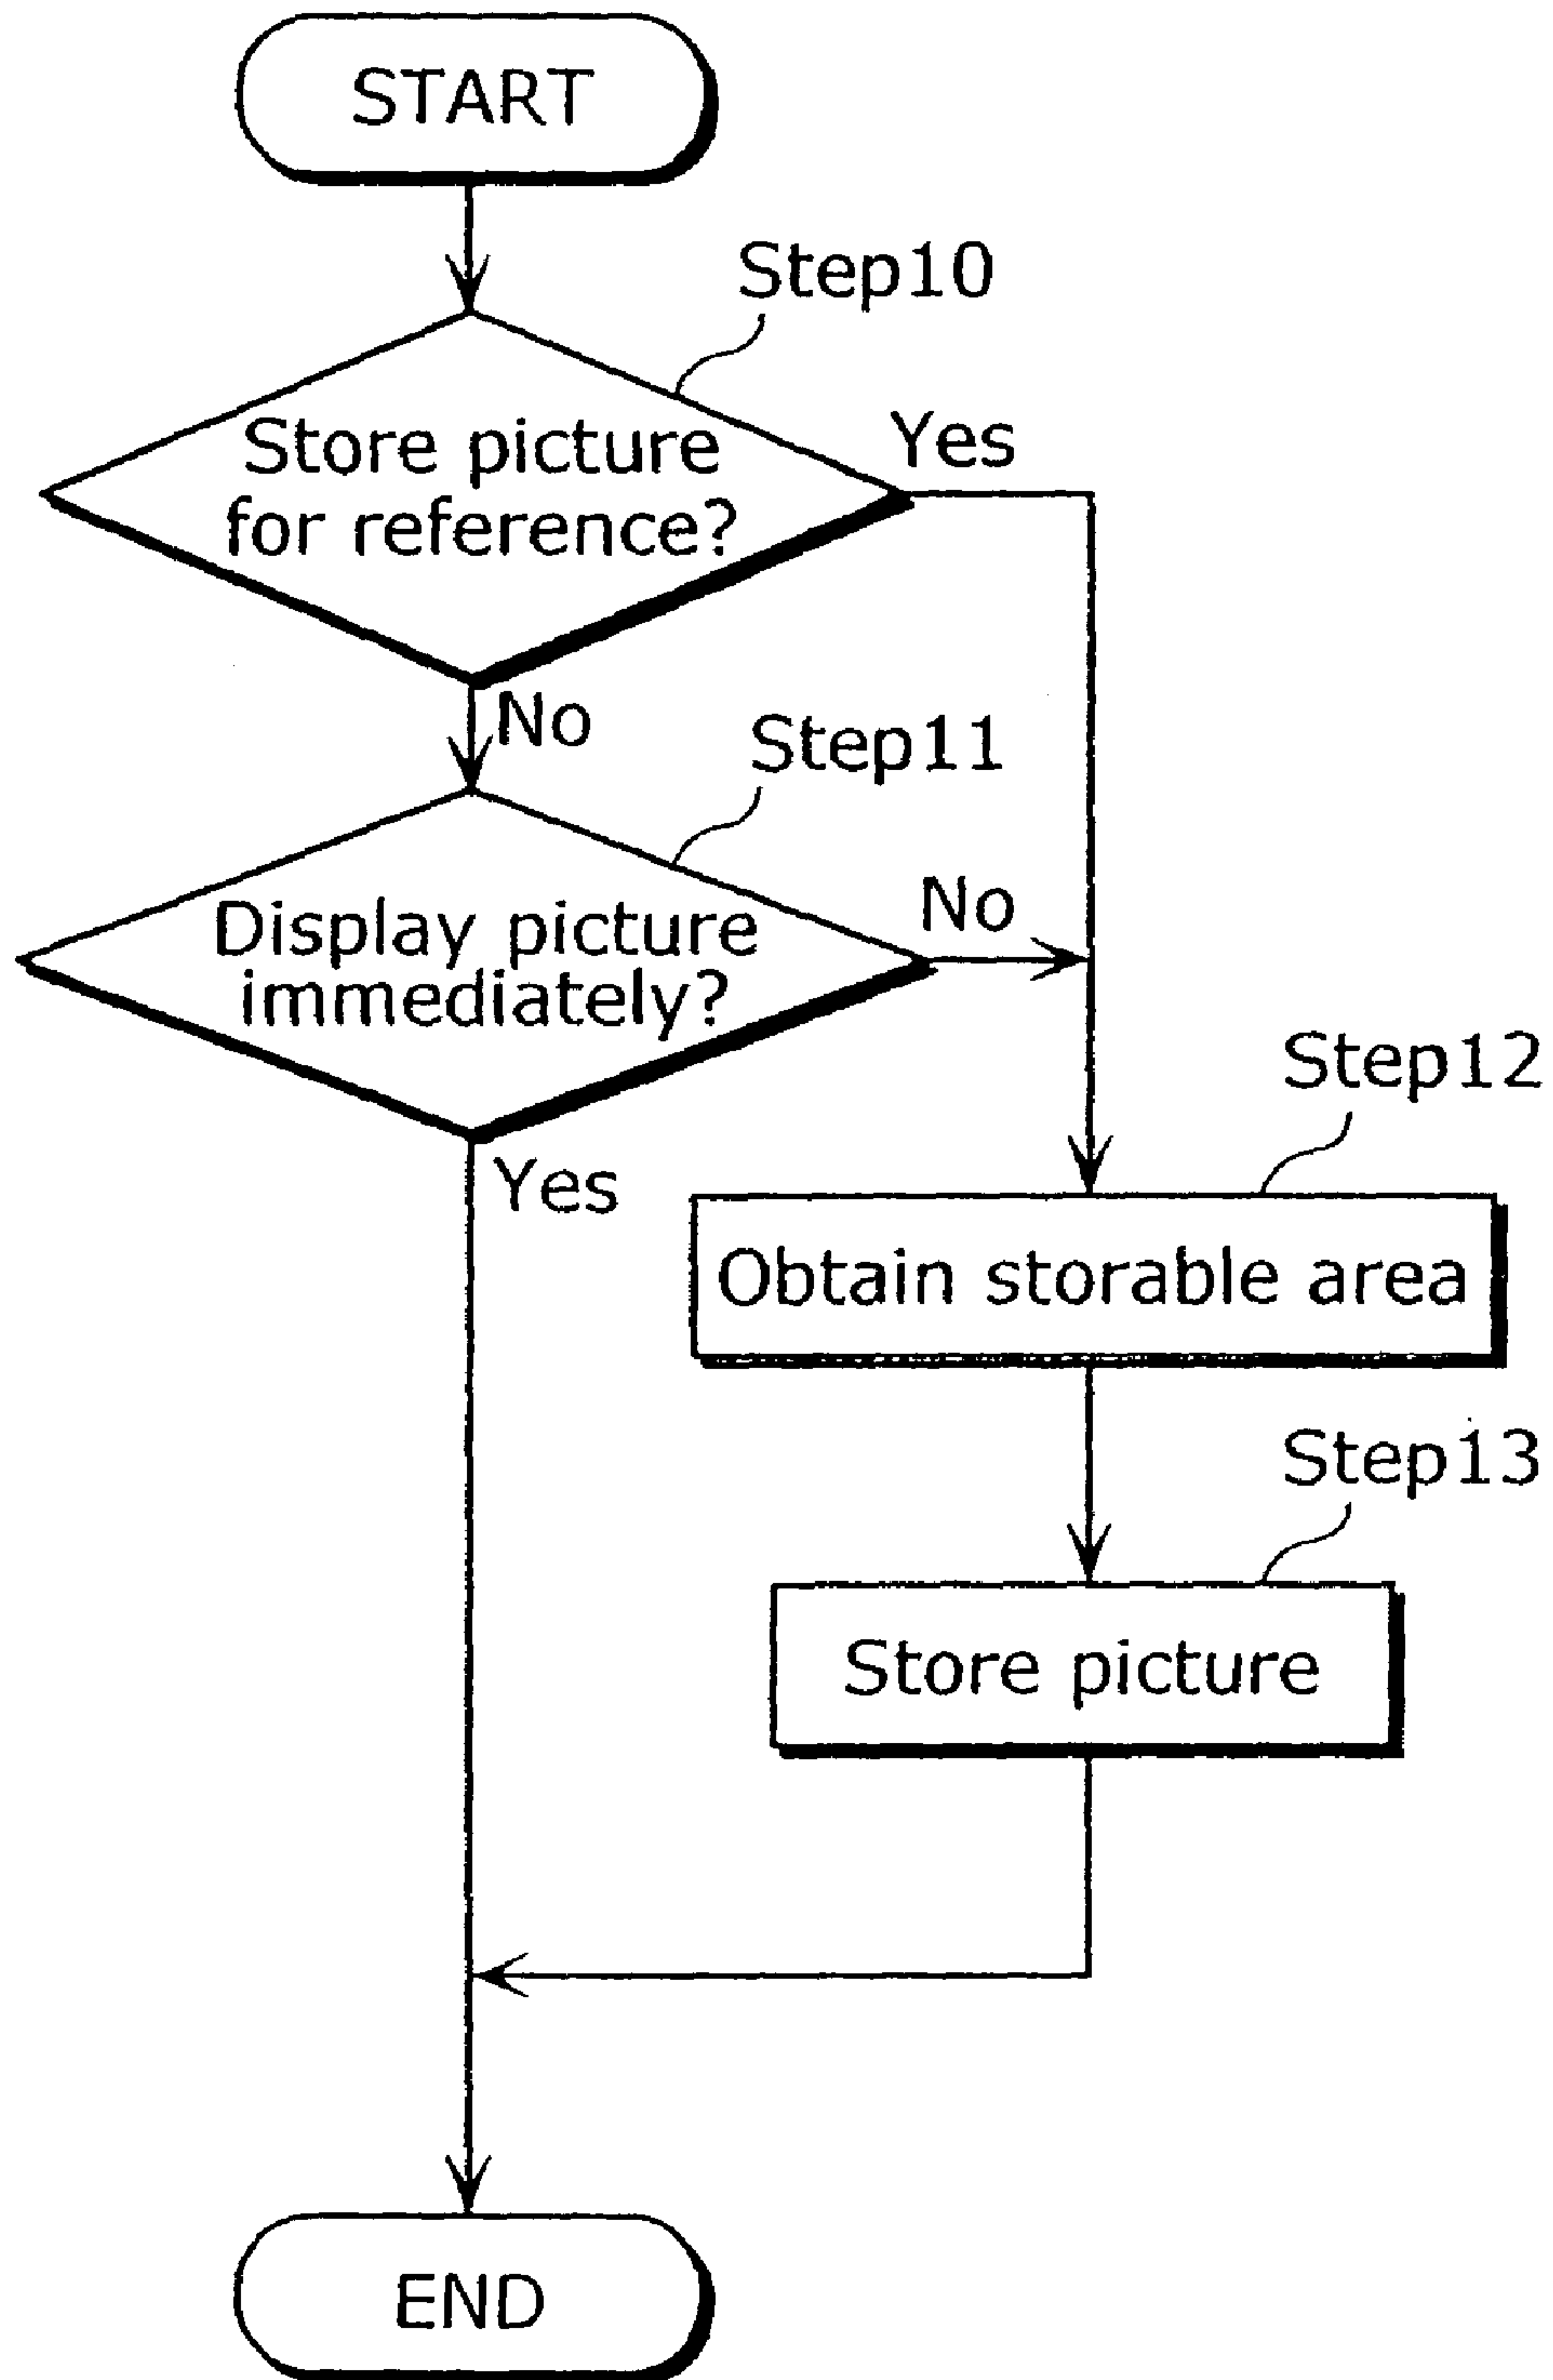 START
Step10
Store picture
for reference?
Yes
No
Step11
Display picture
immediately?
No
Yes
Step12
Obtain storable area
Step13
Store picture
END